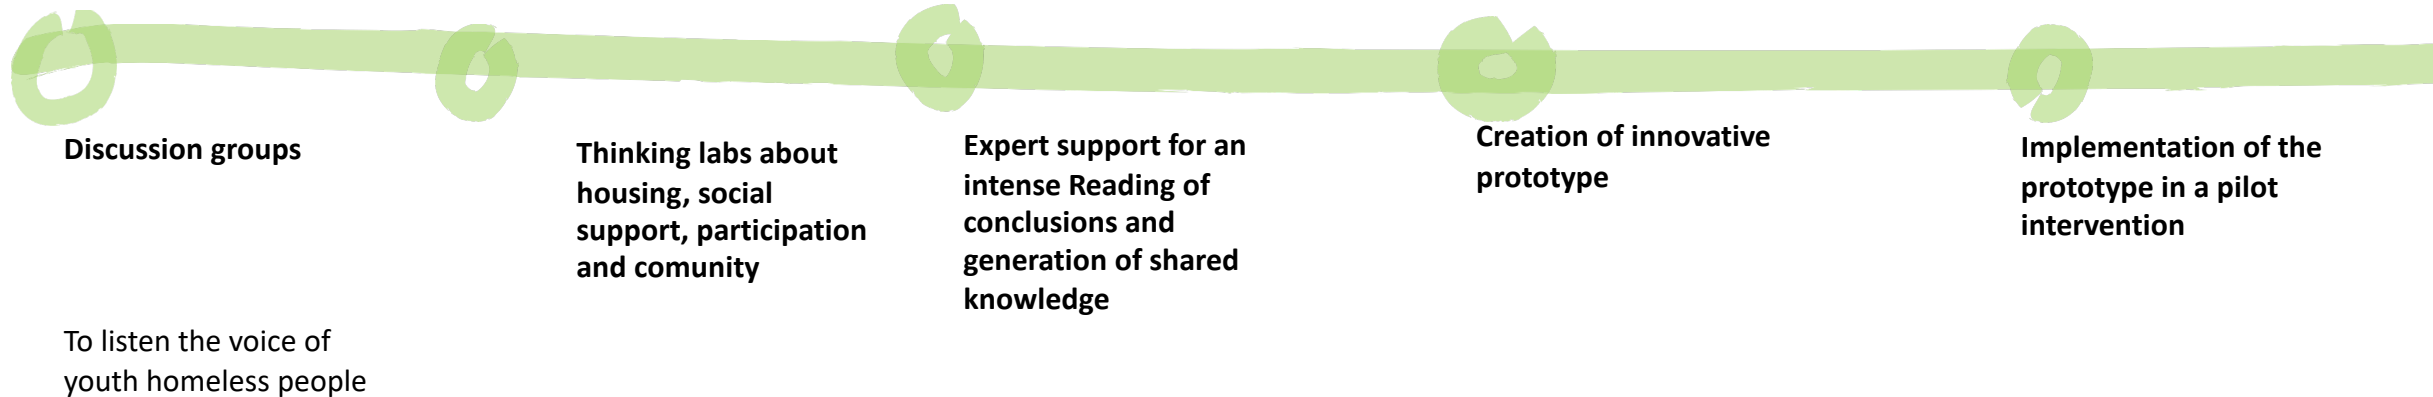 Discussion groups
To listen the voice of
youth homeless people
Thinking labs about
housing, social
support, participation
and comunity
Expert support for an
intense Reading of
conclusions and
generation of shared
knowledge
Creation of innovative
prototype
Implementation of the
prototype in a pilot
intervention